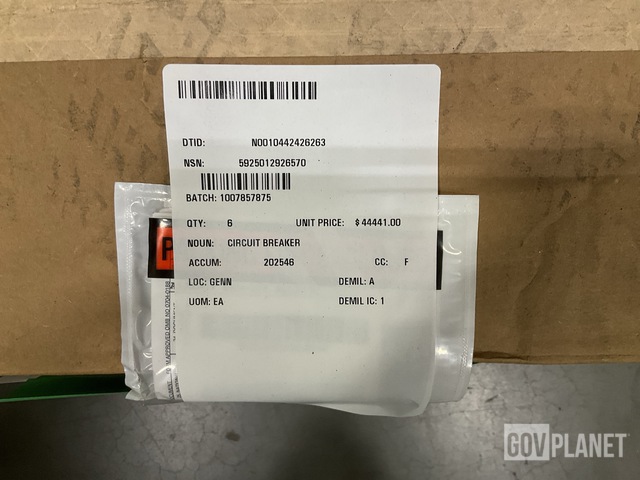 DTID: N0010442426263
NSN: 5925012926570
BATCH: 1007857875
QTY: 6 UNIT PRICE: $ 44441.00
NOUN: CIRCUIT BREAKER
ACCUM: 202546 CC: F
LOC: GENN DEMIL: A
UOM: EA DEMIL IC: 1
P
GOVPLANET